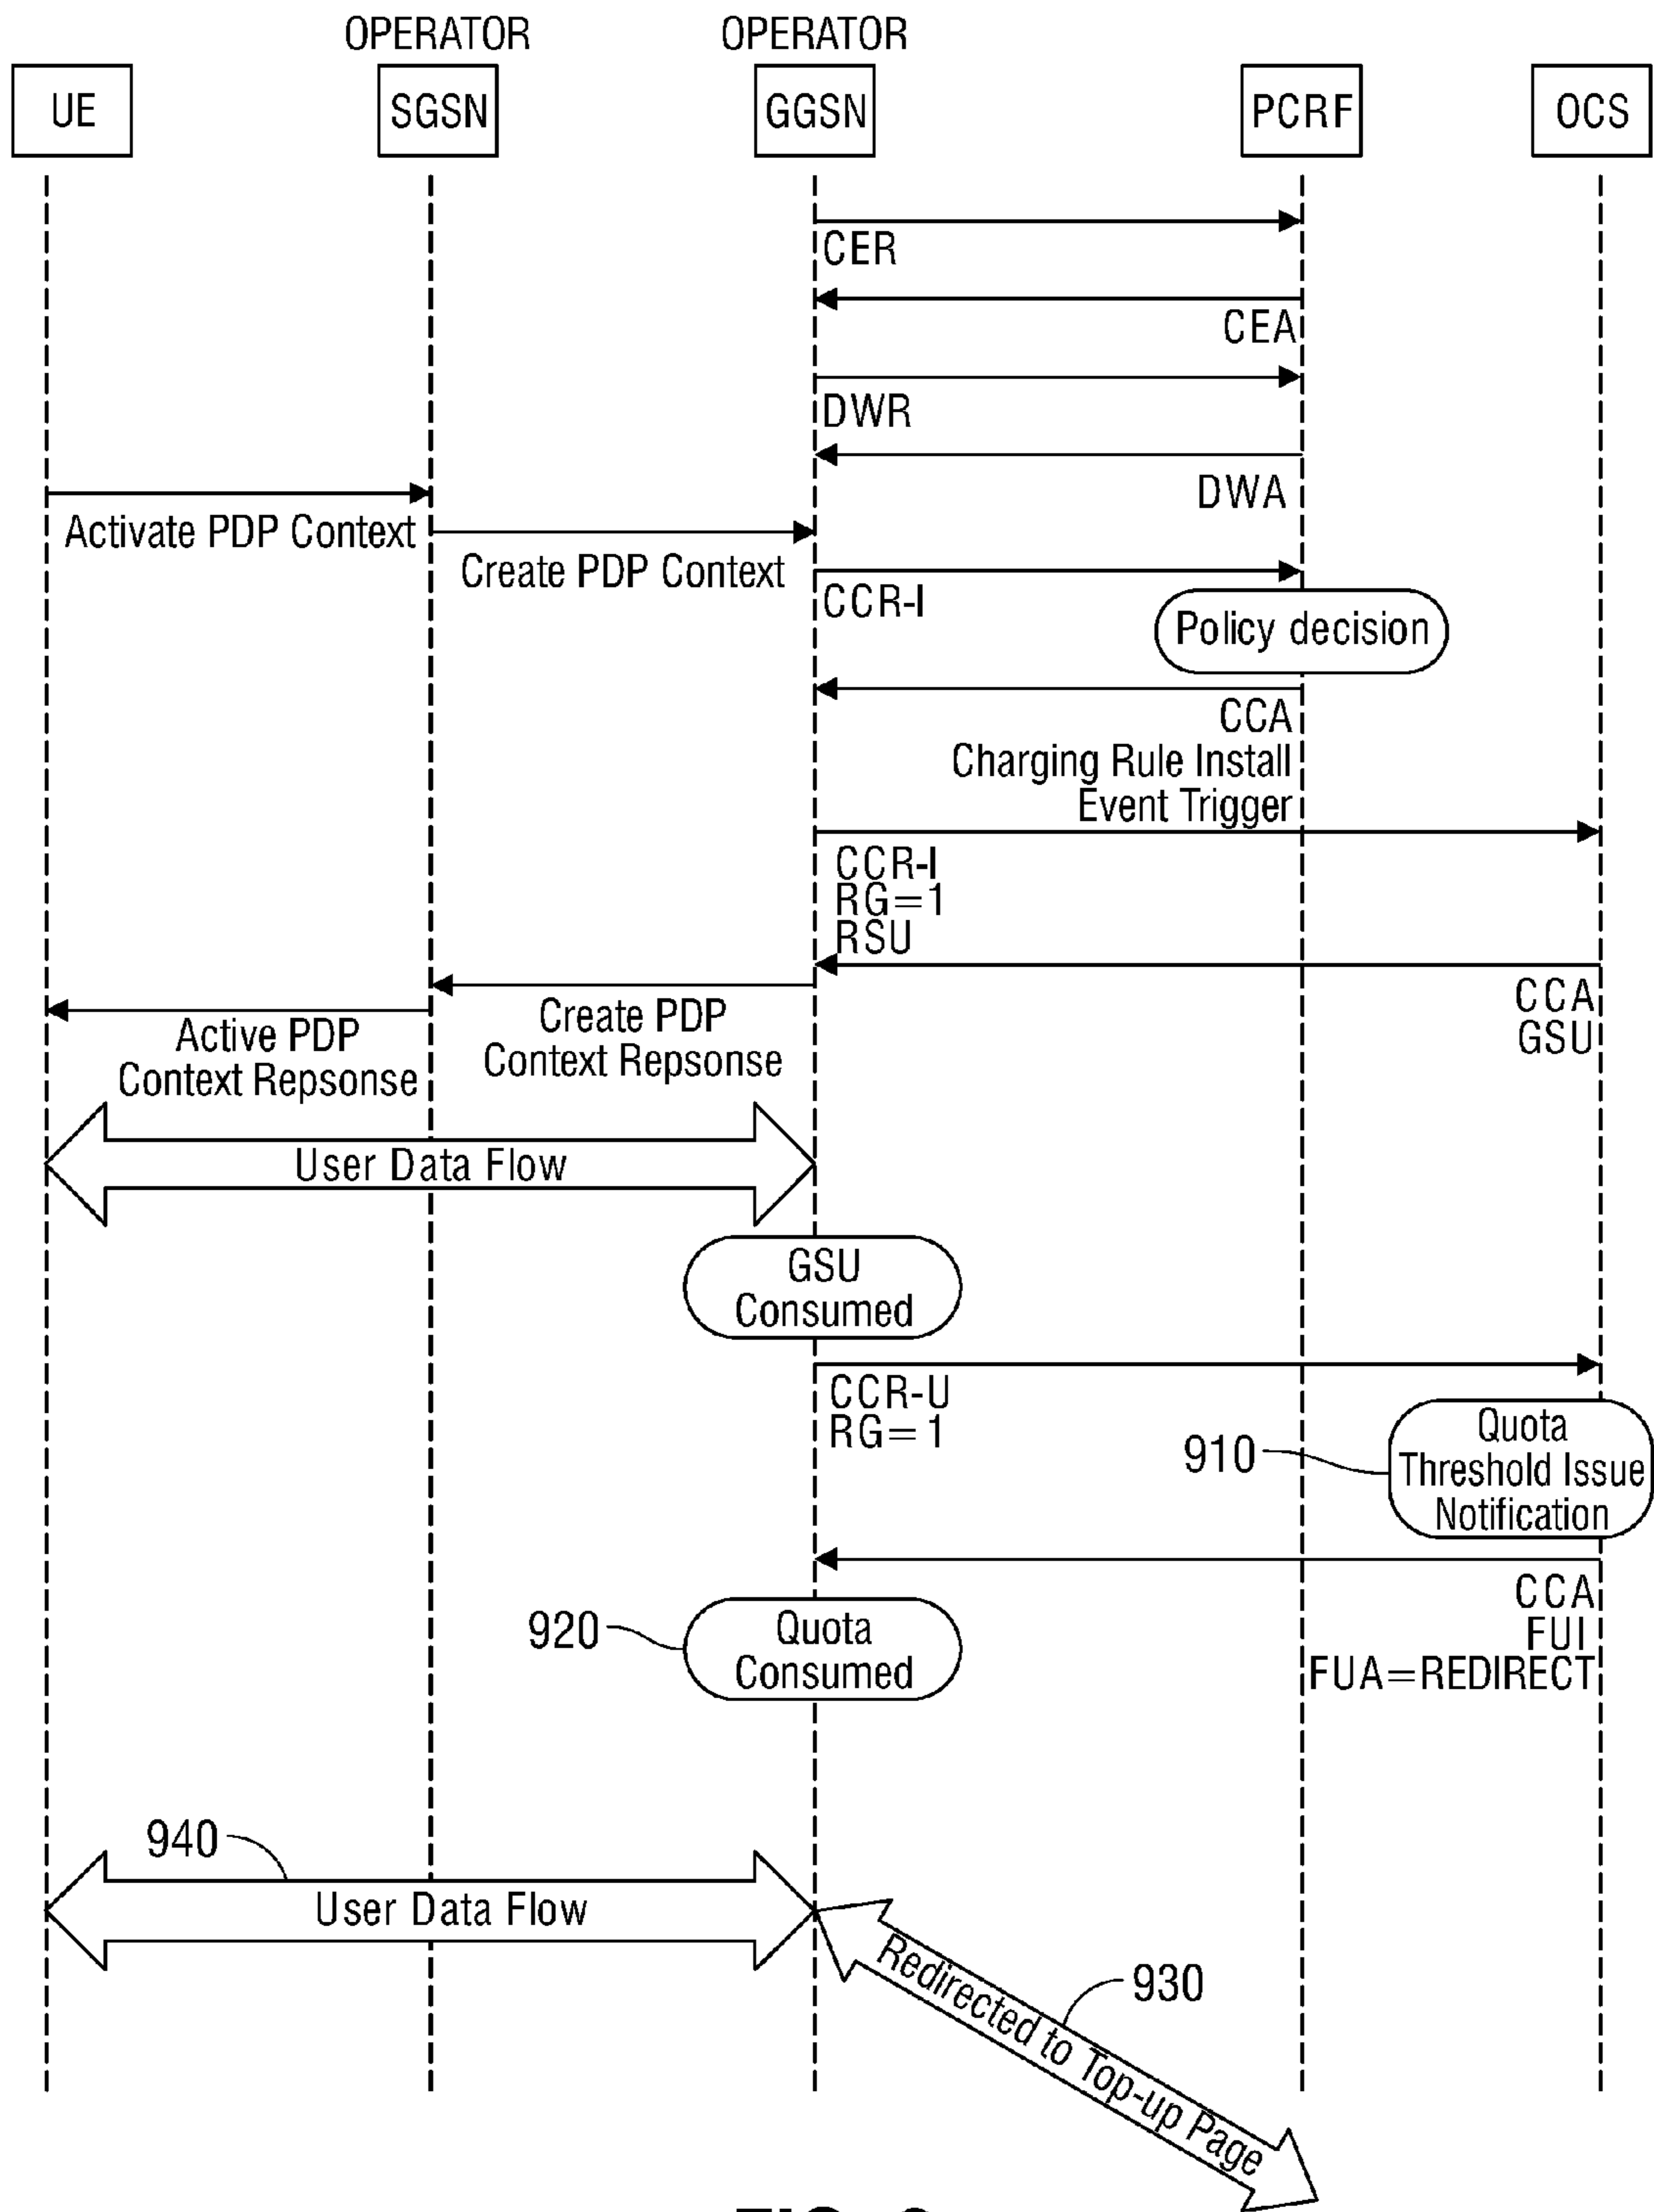 OPERATOR OPERATOR
UE SGSN GGSN PCRF OCS
CER
CEA
DWR
DWA
Activate PDP Context
Create PDP Context
CCR-I
Policy decision
CCA
Charging Rule Install
Event Trigger
CCR-I
RG=1
RSU
CCA
GSU
Create PDP
Context Repsonse
Active PDP
Context Repsonse
User Data Flow
GSU
Consumed
CCR-U
RG=1
910
Quota
Threshold Issue
Notification
CCA
FUI
FUA=REDIRECT
920
Quota
Consumed
940
User Data Flow
930
Redirected to Top-up Page